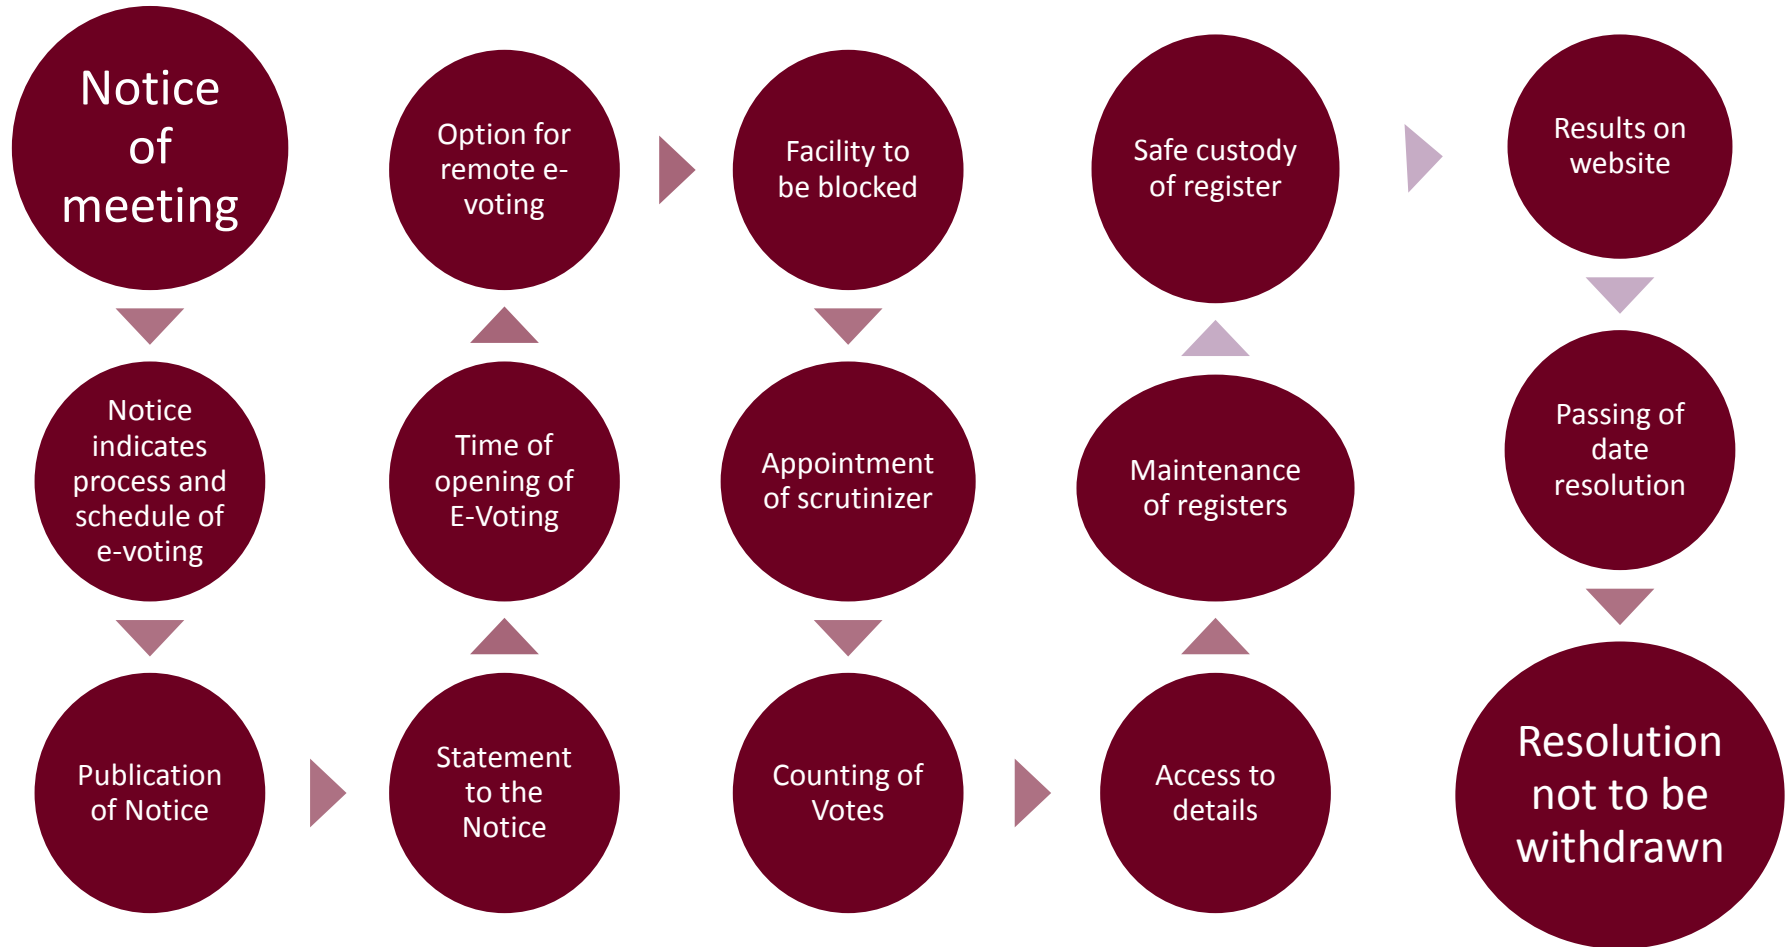 Notice
of
meeting
Notice
indicates
process and
schedule of
e-voting
Publication
of Notice
Statement
to the
Notice
Time of
opening of
E-Voting
Option for
remote e-
voting
Facility to
be blocked
Appointment
of scrutinizer
Counting of
Votes
Access to
details
Maintenance
of registers
Safe custody
of register
Results on
website
Passing of
date
resolution
Resolution
not to be
withdrawn